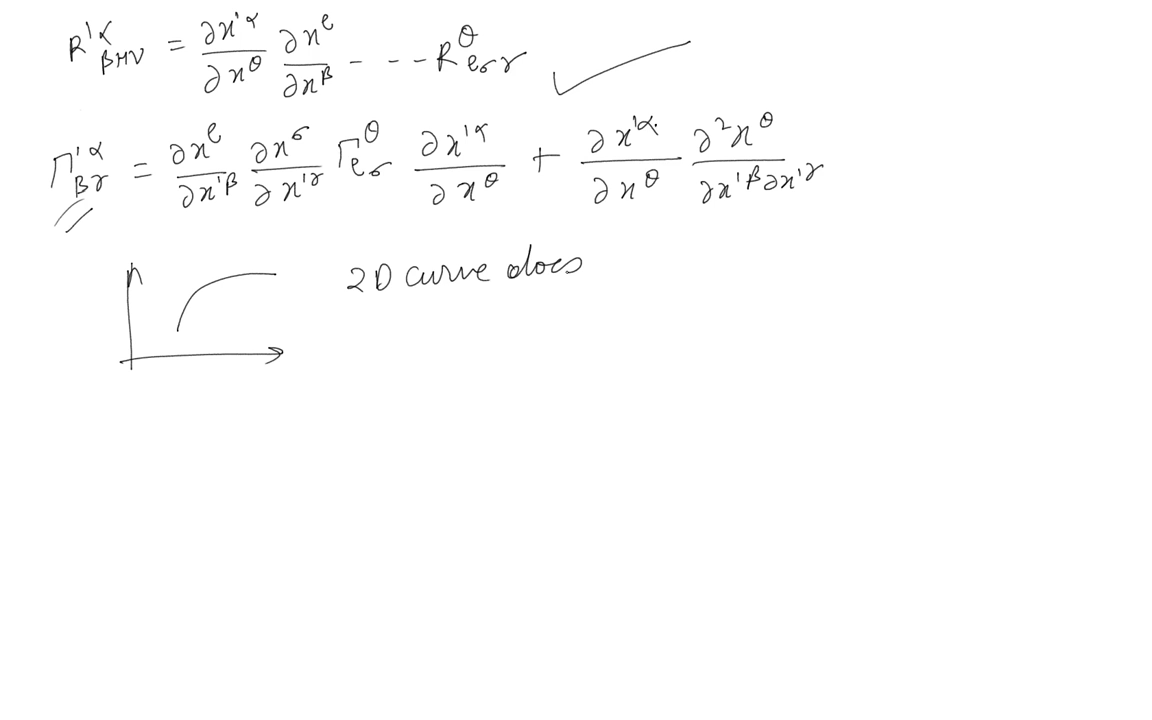 R'^α_βμν = ∂x'^α/∂x^θ ∂x^ρ/∂x^β - - - R^θ_ρσγ
Γ'^α_βγ = ∂x^ρ/∂x'^β ∂x^σ/∂x'^γ Γ^θ_ρσ ∂x'^α/∂x^θ + ∂x'^α/∂x^θ ∂²x^θ/∂x'^β∂x'^γ
2D curve does